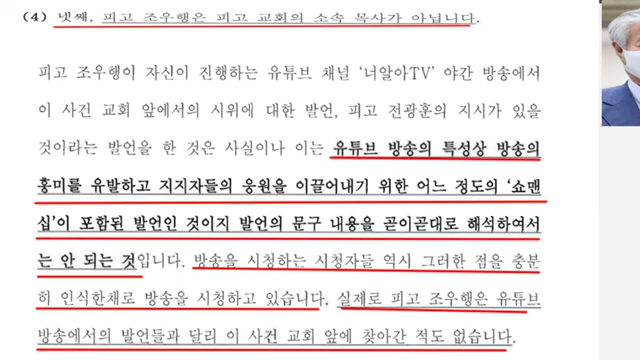 (4) 넷째, 피고 조우행은 피고 교회의 소속 목사가 아닙니다.
피고 조우행이 자신이 진행하는 유튜브 채널 ‘너알아TV’ 야간 방송에서
이 사건 교회 앞에서의 시위에 대한 발언, 피고 전광훈의 지시가 있을
것이라는 발언을 한 것은 사실이나 이는 유튜브 방송의 특성상 방송의
흥미를 유발하고 지지자들의 응원을 이끌어내기 위한 어느 정도의 ‘쇼맨
십’이 포함된 발언인 것이지 발언의 문구 내용을 곧이곧대로 해석하여서
는 안 되는 것입니다. 방송을 시청하는 시청자들 역시 그러한 점을 충분
히 인식한채로 방송을 시청하고 있습니다. 실제로 피고 조우행은 유튜브
방송에서의 발언들과 달리 이 사건 교회 앞에 찾아간 적도 없습니다.